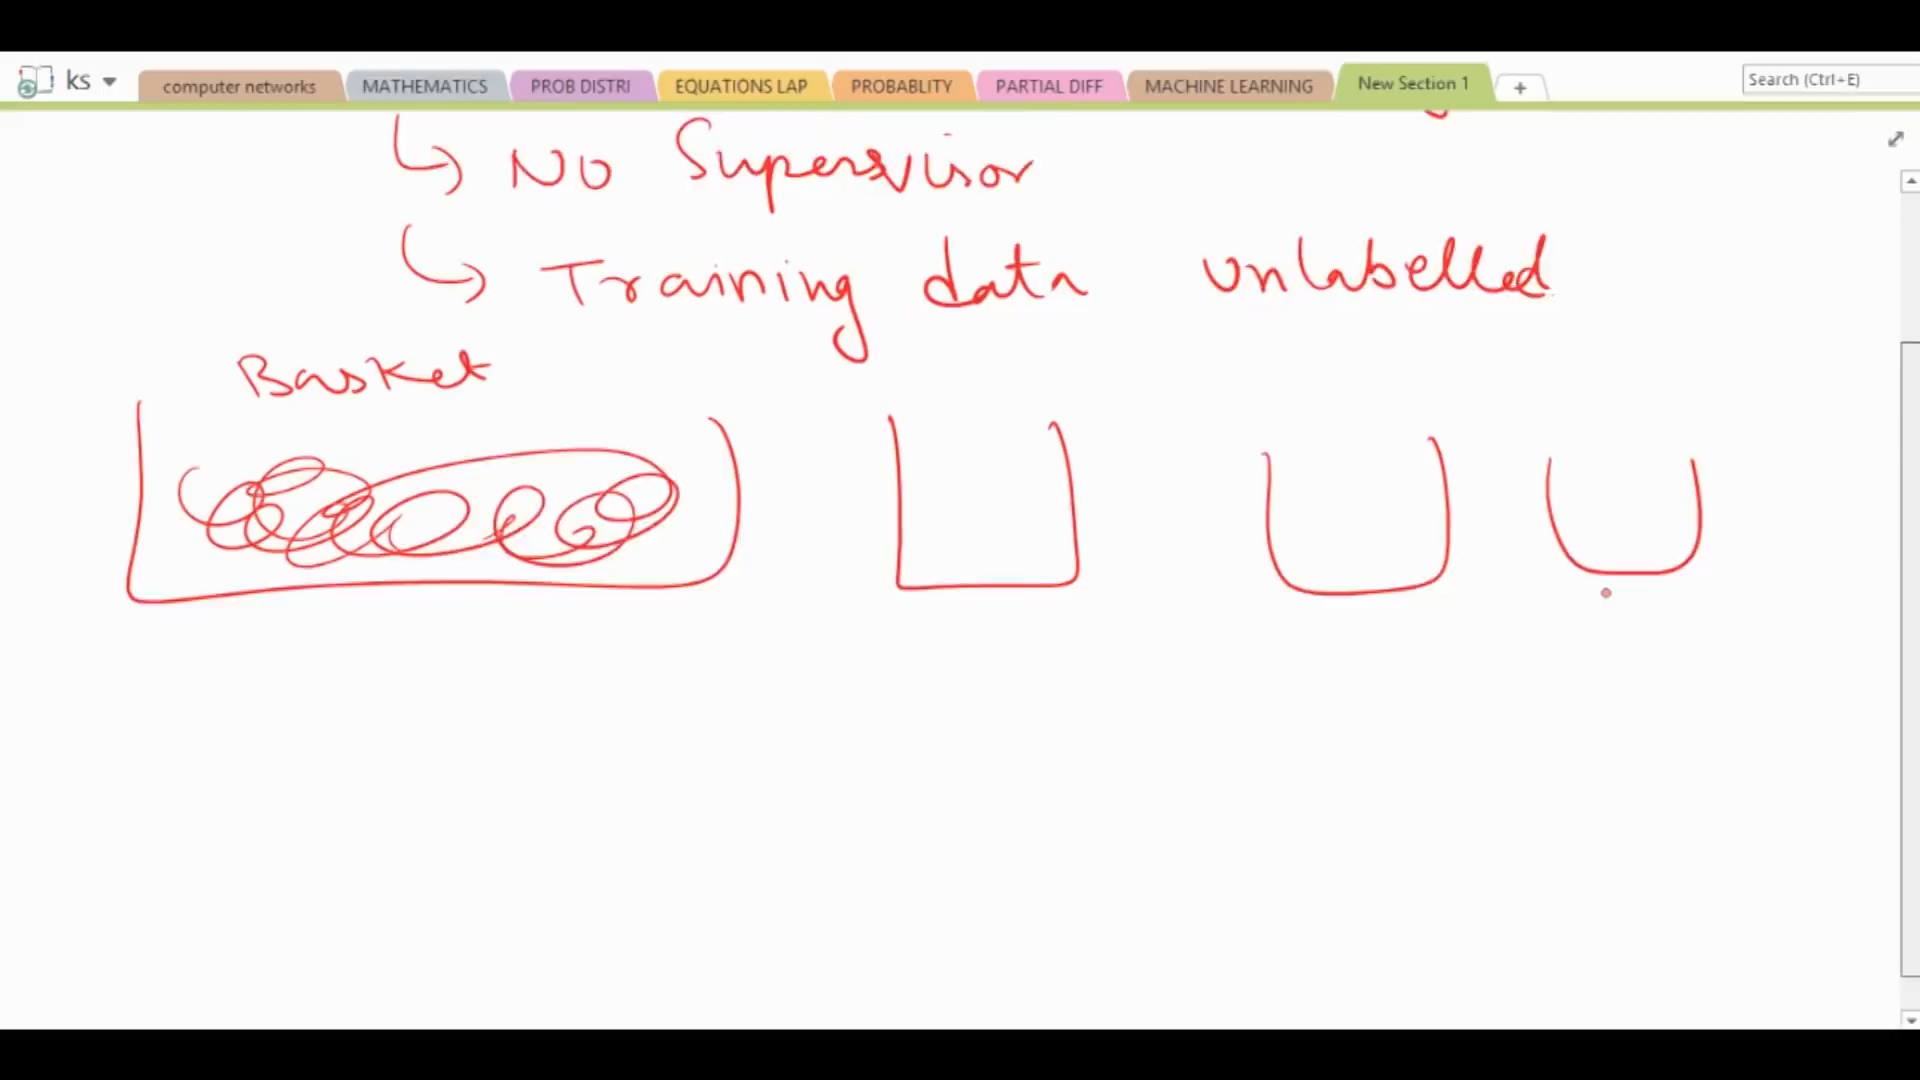 ks computer networks MATHEMATICS PROB DISTRI EQUATIONS LAP PROBABLITY PARTIAL DIFF MACHINE LEARNING New Section 1 + Search (Ctrl+E)
No Supervisor
Training data unlabelled
Basket